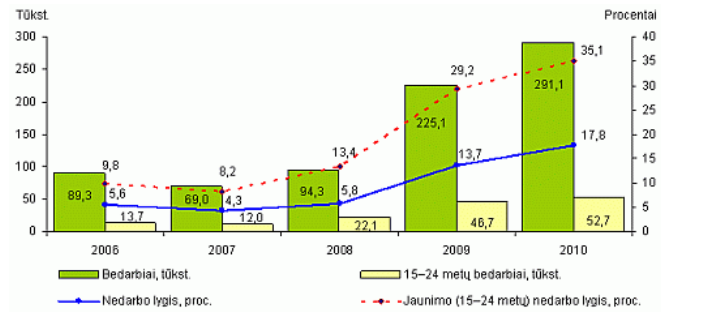 Tūkst. Procentai
300 40
250 35
200 30
150 25
100 20
50 15
0 10
5
0
9,8 8,2 13,4 29,2 35,1
5,6 4,3 5,8 13,7 17,8
89,3 69,0 94,3 225,1 291,1
13,7 12,0 22,1 46,7 52,7
2006 2007 2008 2009 2010
Bedarbiai, tūkst. 15–24 metų bedarbiai, tūkst.
Nedarbo lygis, proc. Jaunimo (15–24 metų) nedarbo lygis, proc.